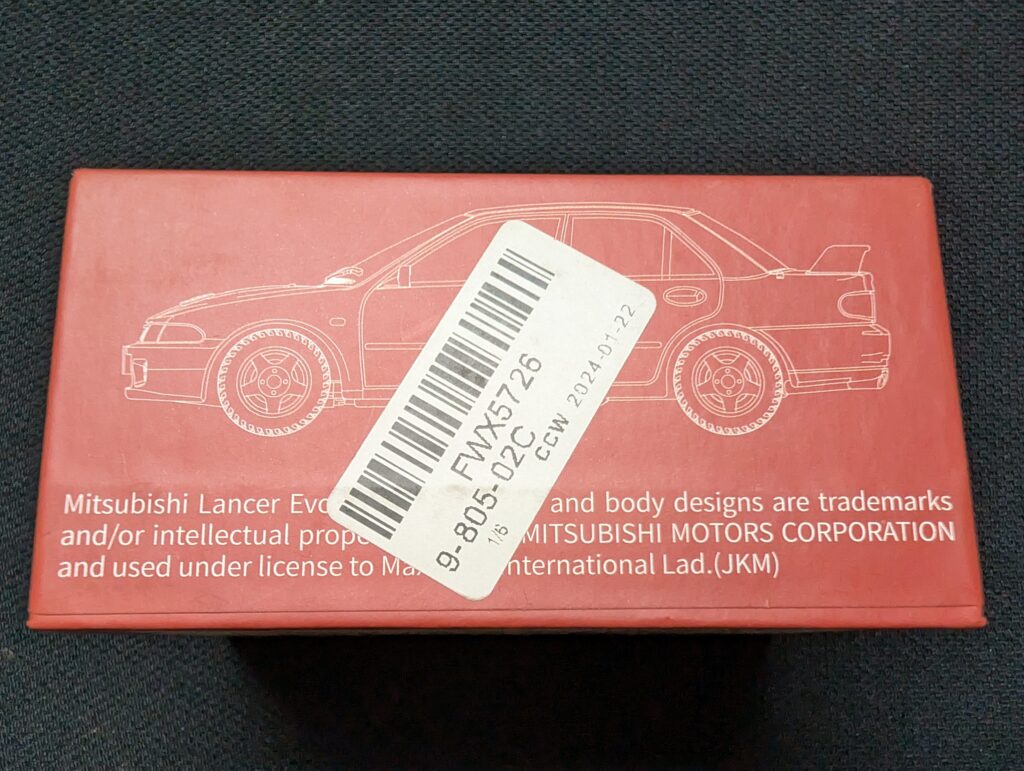 FWX5726
9-805-02C
CCW 2024-01-22
1/6
Mitsubishi Lancer Evo and body designs are trademarks
and/or intellectual prope MITSUBISHI MOTORS CORPORATION
and used under license to Ma nternational Lad.(JKM)